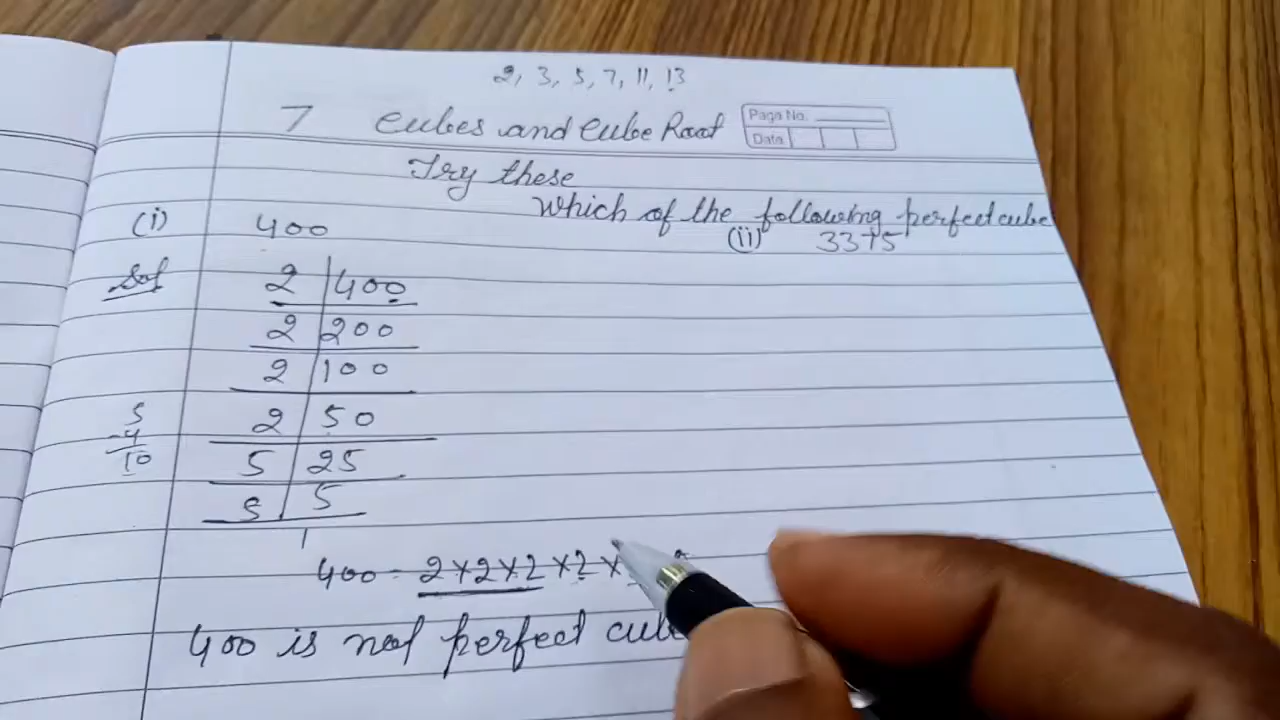 2, 3, 5, 7, 11, 13
7 Cubes and Cube Root
Page No.
Date
Try these
Which of the following perfect cube
(i) 400
(ii) 3375
Sol
2 | 400
2 | 200
2 | 100
2 | 50
5 | 25
5 | 5
1
5
-4
10
400 = 2×2×2×2×
400 is not perfect